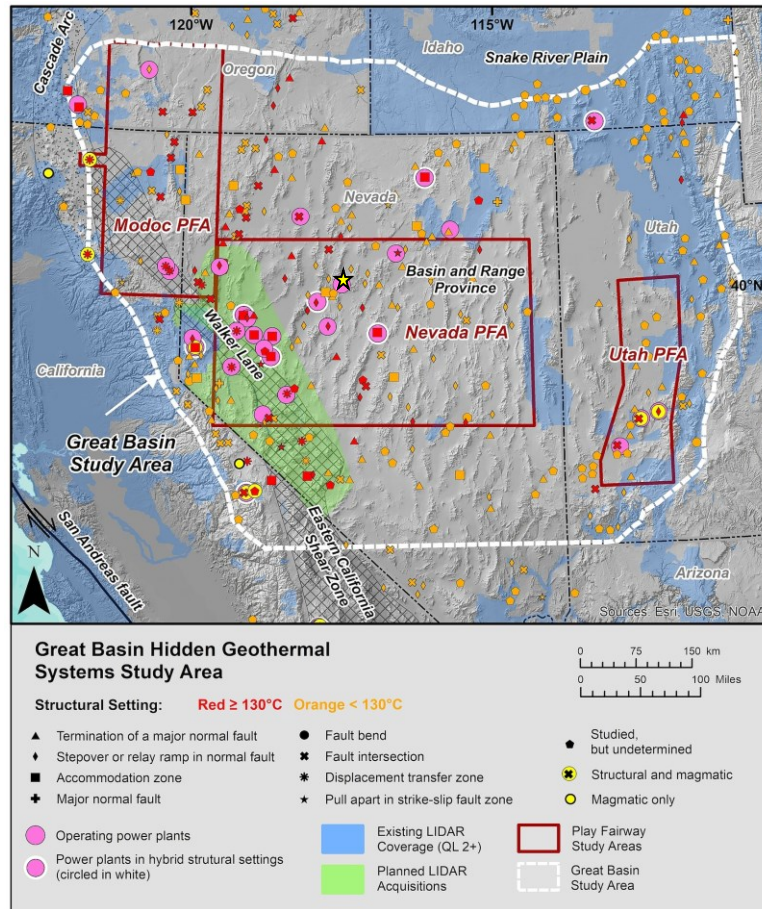 120°W
115°W
Cascade Arc
Oregon
Idaho
Snake River Plain
Nevada
Modoc PFA
Utah
Basin and Range
Province
40°N
Nevada PFA
Utah PFA
Walker Lane
California
Great Basin
Study Area
San Andreas fault
Eastern California
Shear Zone
N
Arizona
Sources: Esri, USGS, NOAA
Great Basin Hidden Geothermal
Systems Study Area
0 75 150 km
0 50 100 Miles
Structural Setting: Red ≥ 130°C Orange < 130°C
Termination of a major normal fault
Stepover or relay ramp in normal fault
Accommodation zone
Major normal fault
Fault bend
Fault intersection
Displacement transfer zone
Pull apart in strike-slip fault zone
Studied,
but undetermined
Structural and magmatic
Magmatic only
Operating power plants
Power plants in hybrid strutural settings
(circled in white)
Existing LIDAR
Coverage (QL 2+)
Planned LIDAR
Acquisitions
Play Fairway
Study Areas
Great Basin
Study Area